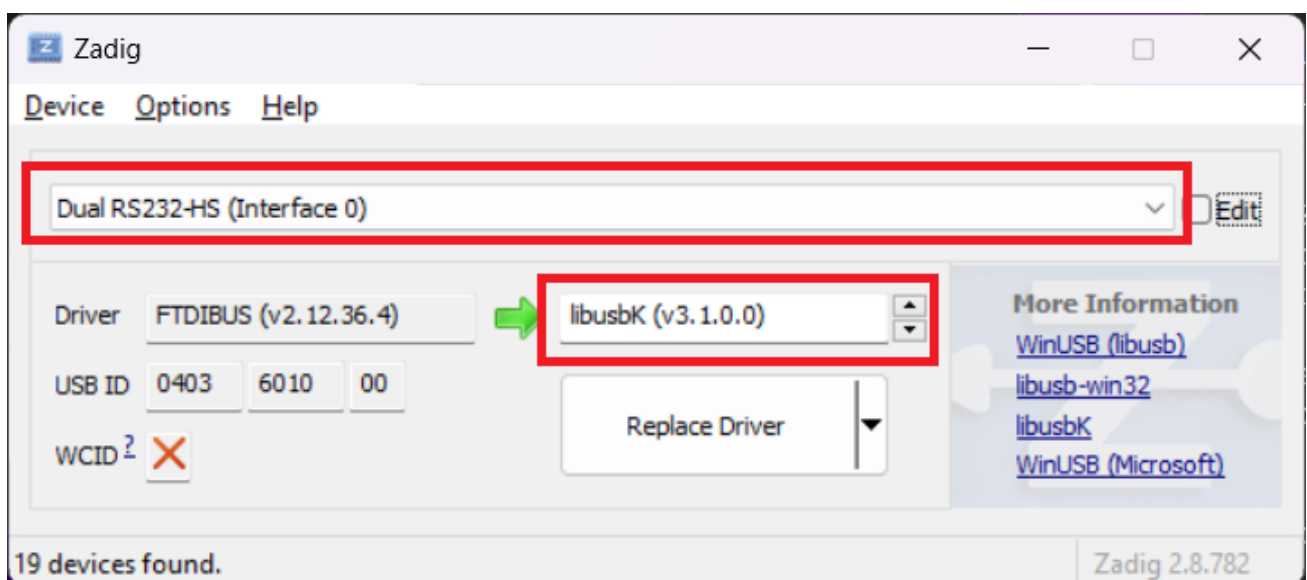 Zadig
Device Options Help
Dual RS232-HS (Interface 0)
Edit
Driver FTDIBUS (v2.12.36.4) libusbK (v3.1.0.0)
USB ID 0403 6010 00
WCID ?
Replace Driver
More Information
WinUSB (libusb)
libusb-win32
libusbK
WinUSB (Microsoft)
19 devices found.
Zadig 2.8.782